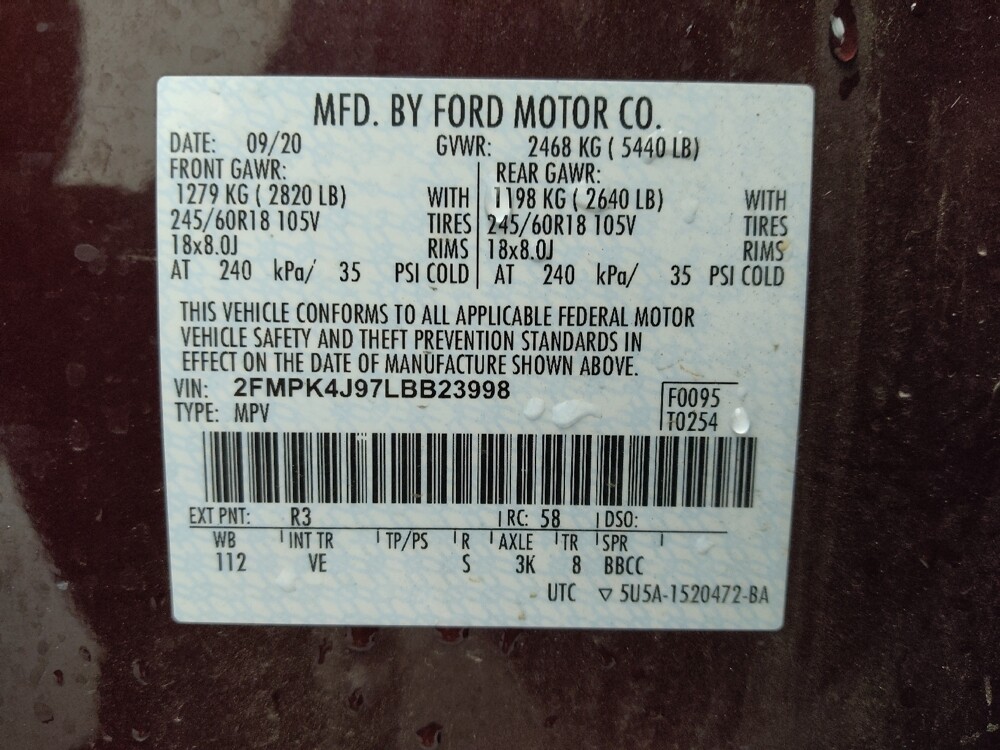 MFD. BY FORD MOTOR CO.
DATE: 09/20 GVWR: 2468 KG ( 5440 LB)
FRONT GAWR: REAR GAWR:
1279 KG ( 2820 LB) WITH 1198 KG ( 2640 LB) WITH
245/60R18 105V TIRES 245/60R18 105V TIRES
18x8.0J RIMS 18x8.0J RIMS
AT 240 kPa/ 35 PSI COLD AT 240 kPa/ 35 PSI COLD
THIS VEHICLE CONFORMS TO ALL APPLICABLE FEDERAL MOTOR
VEHICLE SAFETY AND THEFT PREVENTION STANDARDS IN
EFFECT ON THE DATE OF MANUFACTURE SHOWN ABOVE.
VIN: 2FMPK4J97LBB23998 F0095
TYPE: MPV T0254
EXT PNT: R3 RC: 58 DSO:
WB INT TR TP/PS R AXLE TR SPR
112 VE S 3K 8 BBCC
UTC ▽ 5U5A-1520472-BA